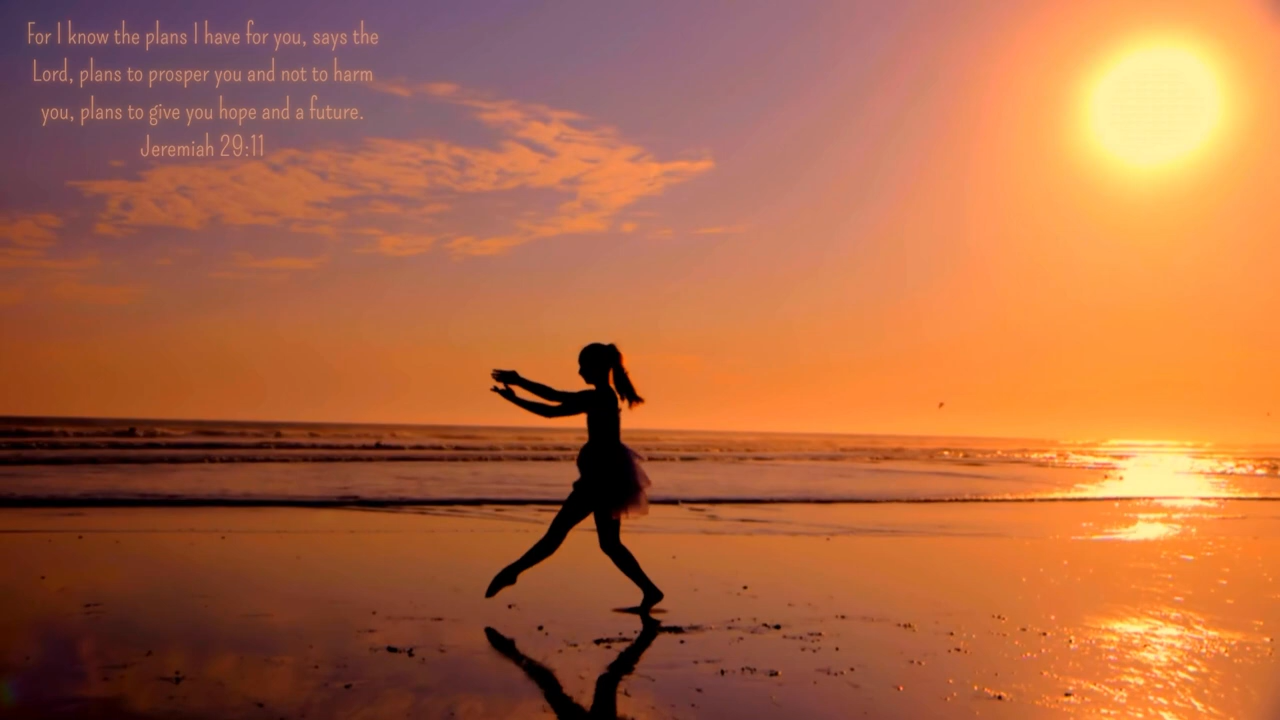 For I know the plans I have for you, says the
Lord, plans to prosper you and not to harm
you, plans to give you hope and a future.
Jeremiah 29:11